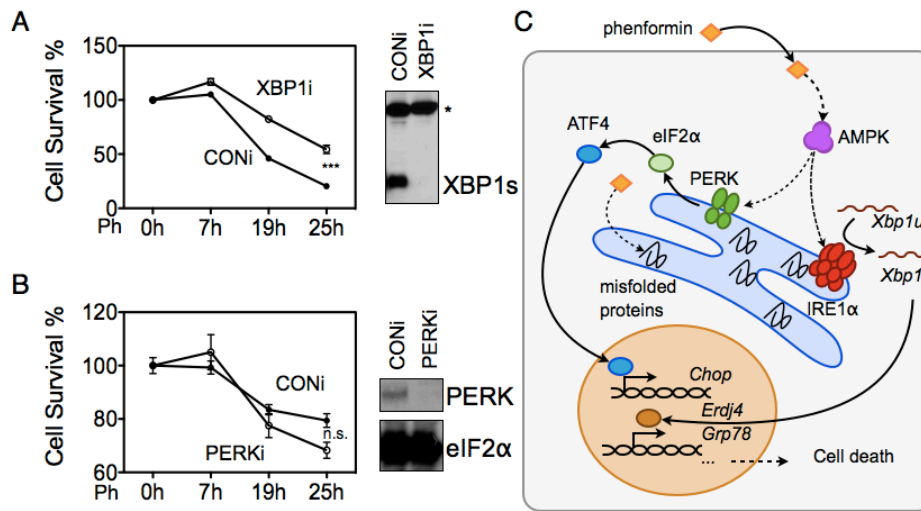 A
Cell Survival %
150
100
50
0
XBP1i
CONi
***
Ph 0h 7h 19h 25h
CONi
XBP1i
*
XBP1s
B
Cell Survival %
120
100
80
60
CONi
n.s.
PERKi
Ph 0h 7h 19h 25h
CONi
PERKi
PERK
eIF2α
C
phenformin
AMPK
ATF4
eIF2α
PERK
Xbp1u
Xbp1
misfolded
proteins
IRE1α
Chop
Erdj4
Grp78
...
Cell death